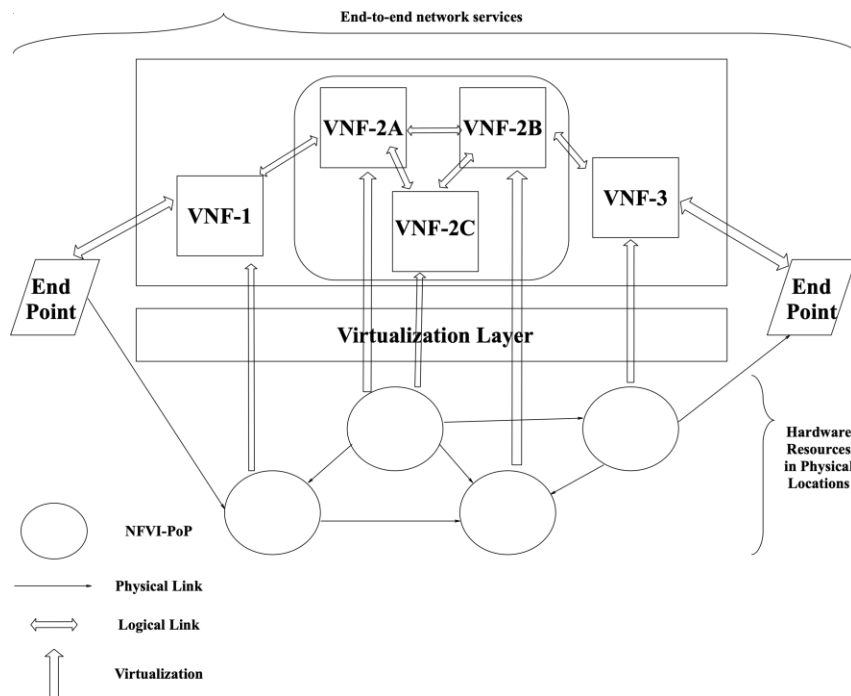 End-to-end network services
VNF-2A
VNF-2B
VNF-1
VNF-2C
VNF-3
End
Point
End
Point
Virtualization Layer
Hardware
Resources
in Physical
Locations
NFVI-PoP
Physical Link
Logical Link
Virtualization